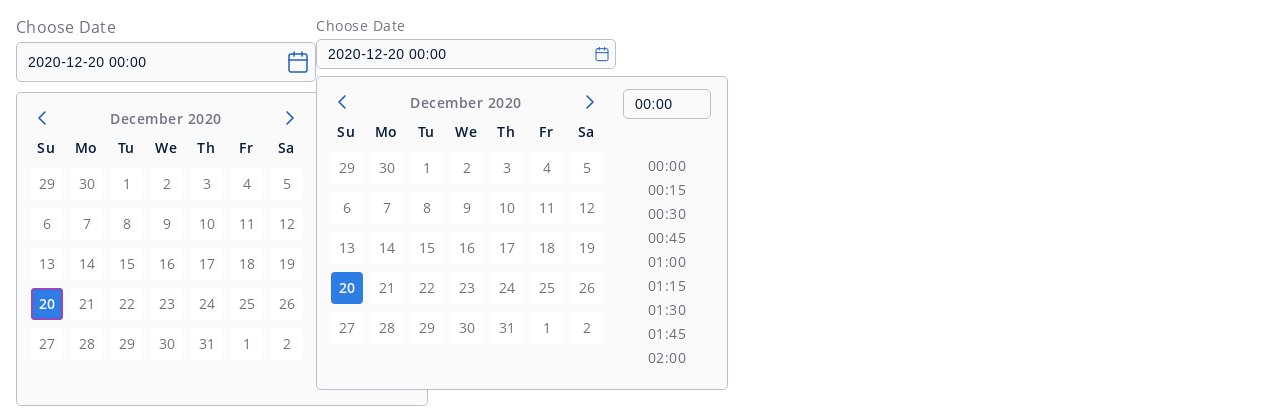 Choose Date
2020-12-20 00:00
December 2020
Su Mo Tu We Th Fr Sa
29 30 1 2 3 4 5
6 7 8 9 10 11 12
13 14 15 16 17 18 19
20 21 22 23 24 25 26
27 28 29 30 31 1 2
Choose Date
2020-12-20 00:00
December 2020
Su Mo Tu We Th Fr Sa
29 30 1 2 3 4 5
6 7 8 9 10 11 12
13 14 15 16 17 18 19
20 21 22 23 24 25 26
27 28 29 30 31 1 2
00:00
00:00
00:15
00:30
00:45
01:00
01:15
01:30
01:45
02:00